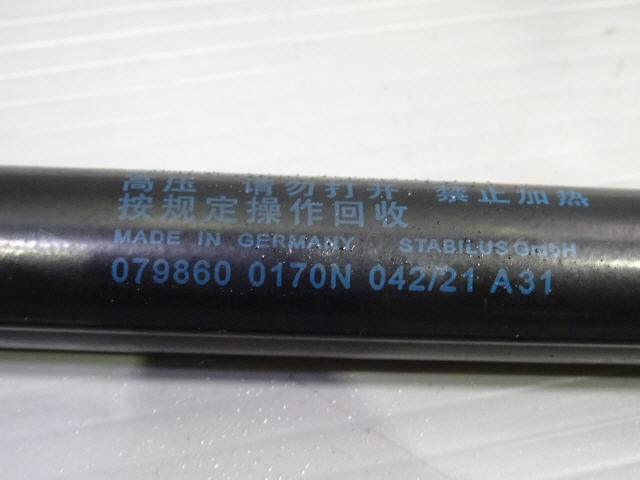 高压 请勿打开 禁止加热
按规定操作回收
MADE IN GERMANY STABILUS GmbH
079860 0170N 042/21 A31